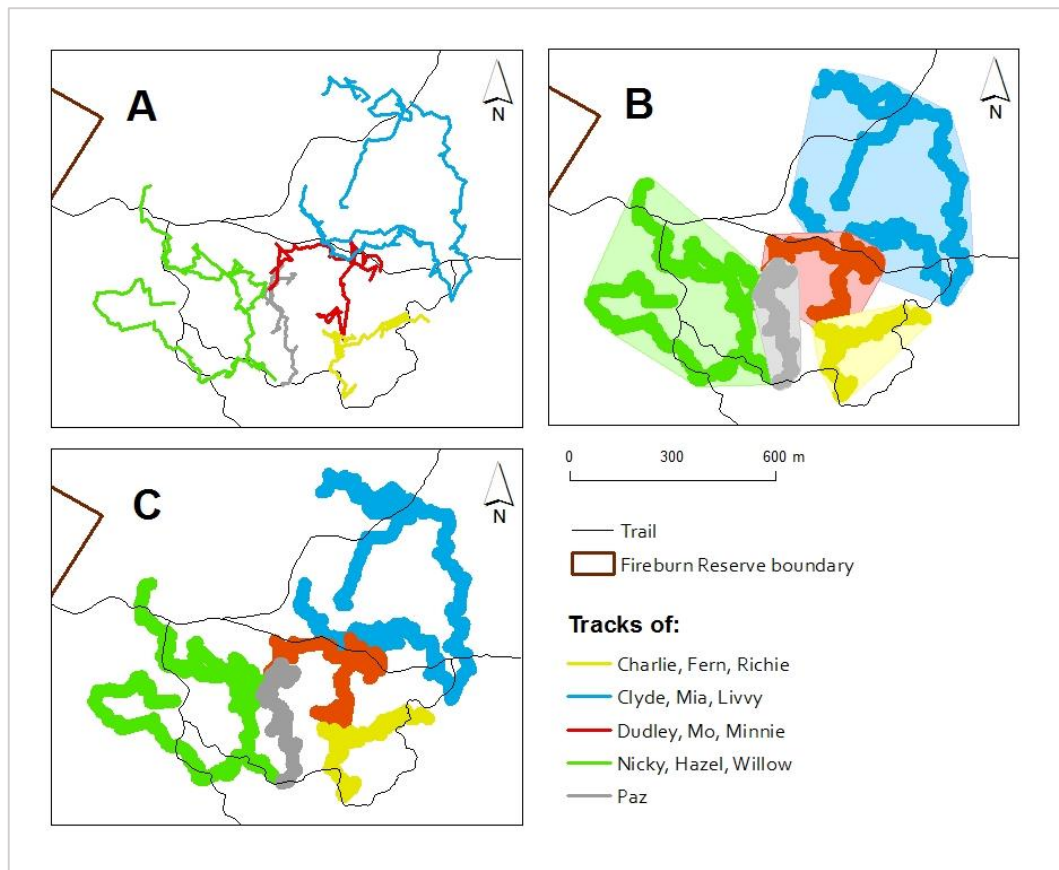 A
N
B
N
C
N
0 300 600 m
Trail
Fireburn Reserve boundary
Tracks of:
Charlie, Fern, Richie
Clyde, Mia, Livvy
Dudley, Mo, Minnie
Nicky, Hazel, Willow
Paz